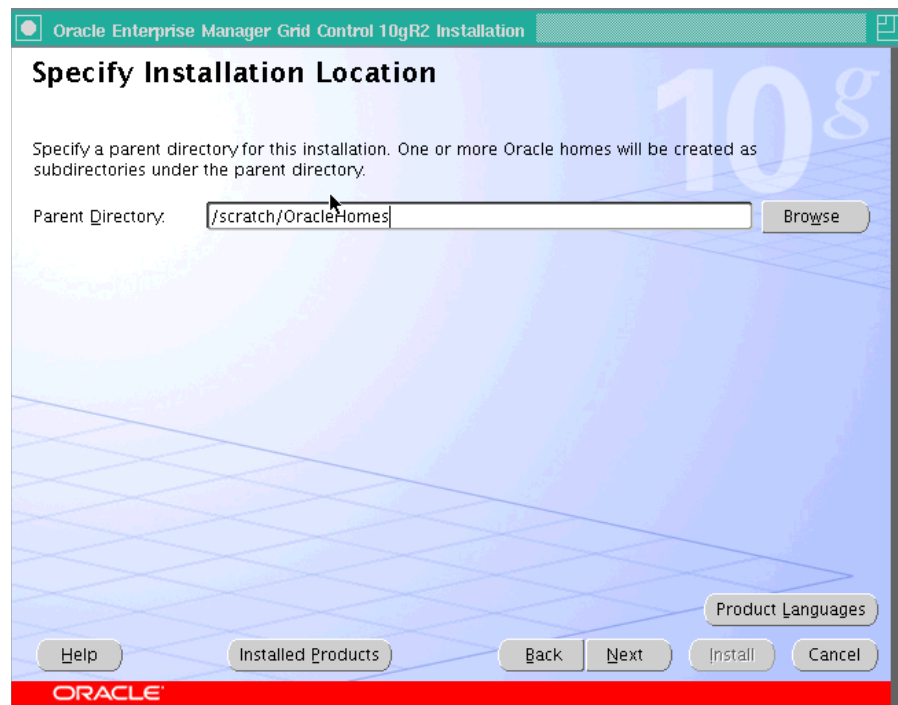 Oracle Enterprise Manager Grid Control 10gR2 Installation
Specify Installation Location
10g
Specify a parent directory for this installation. One or more Oracle homes will be created as
subdirectories under the parent directory.
Parent Directory: /scratch/OracleHomes Browse
Product Languages
Help Installed Products Back Next Install Cancel
ORACLE